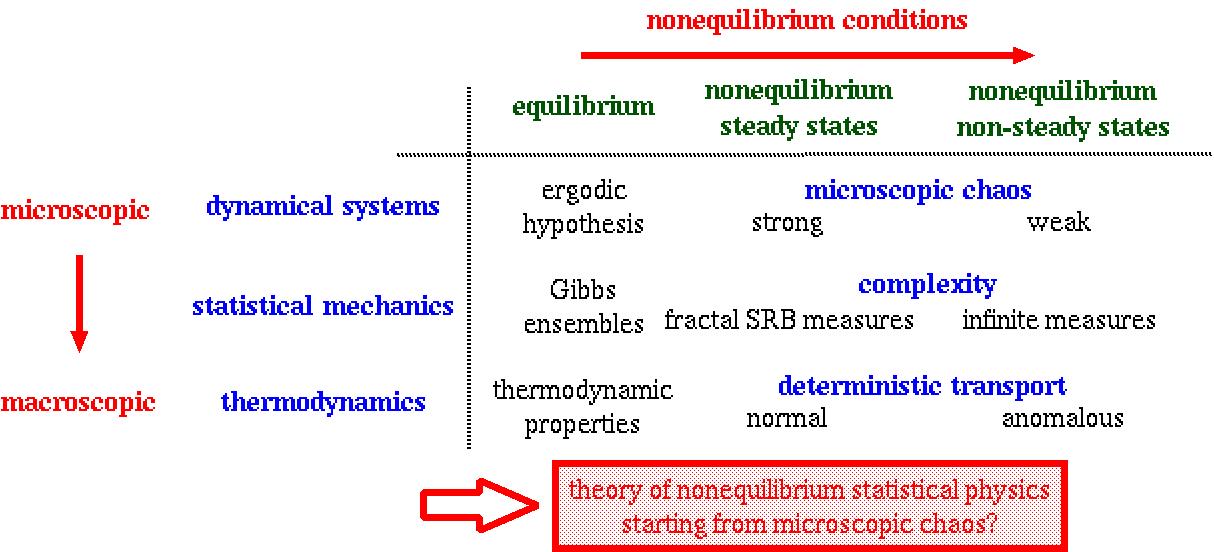 nonequilibrium conditions
equilibrium
nonequilibrium
steady states
nonequilibrium
non-steady states
microscopic
dynamical systems
ergodic
hypothesis
microscopic chaos
strong
weak
statistical mechanics
Gibbs
ensembles
complexity
fractal SRB measures
infinite measures
macroscopic
thermodynamics
thermodynamic
properties
deterministic transport
normal
anomalous
theory of nonequilibrium statistical physics
starting from microscopic chaos?